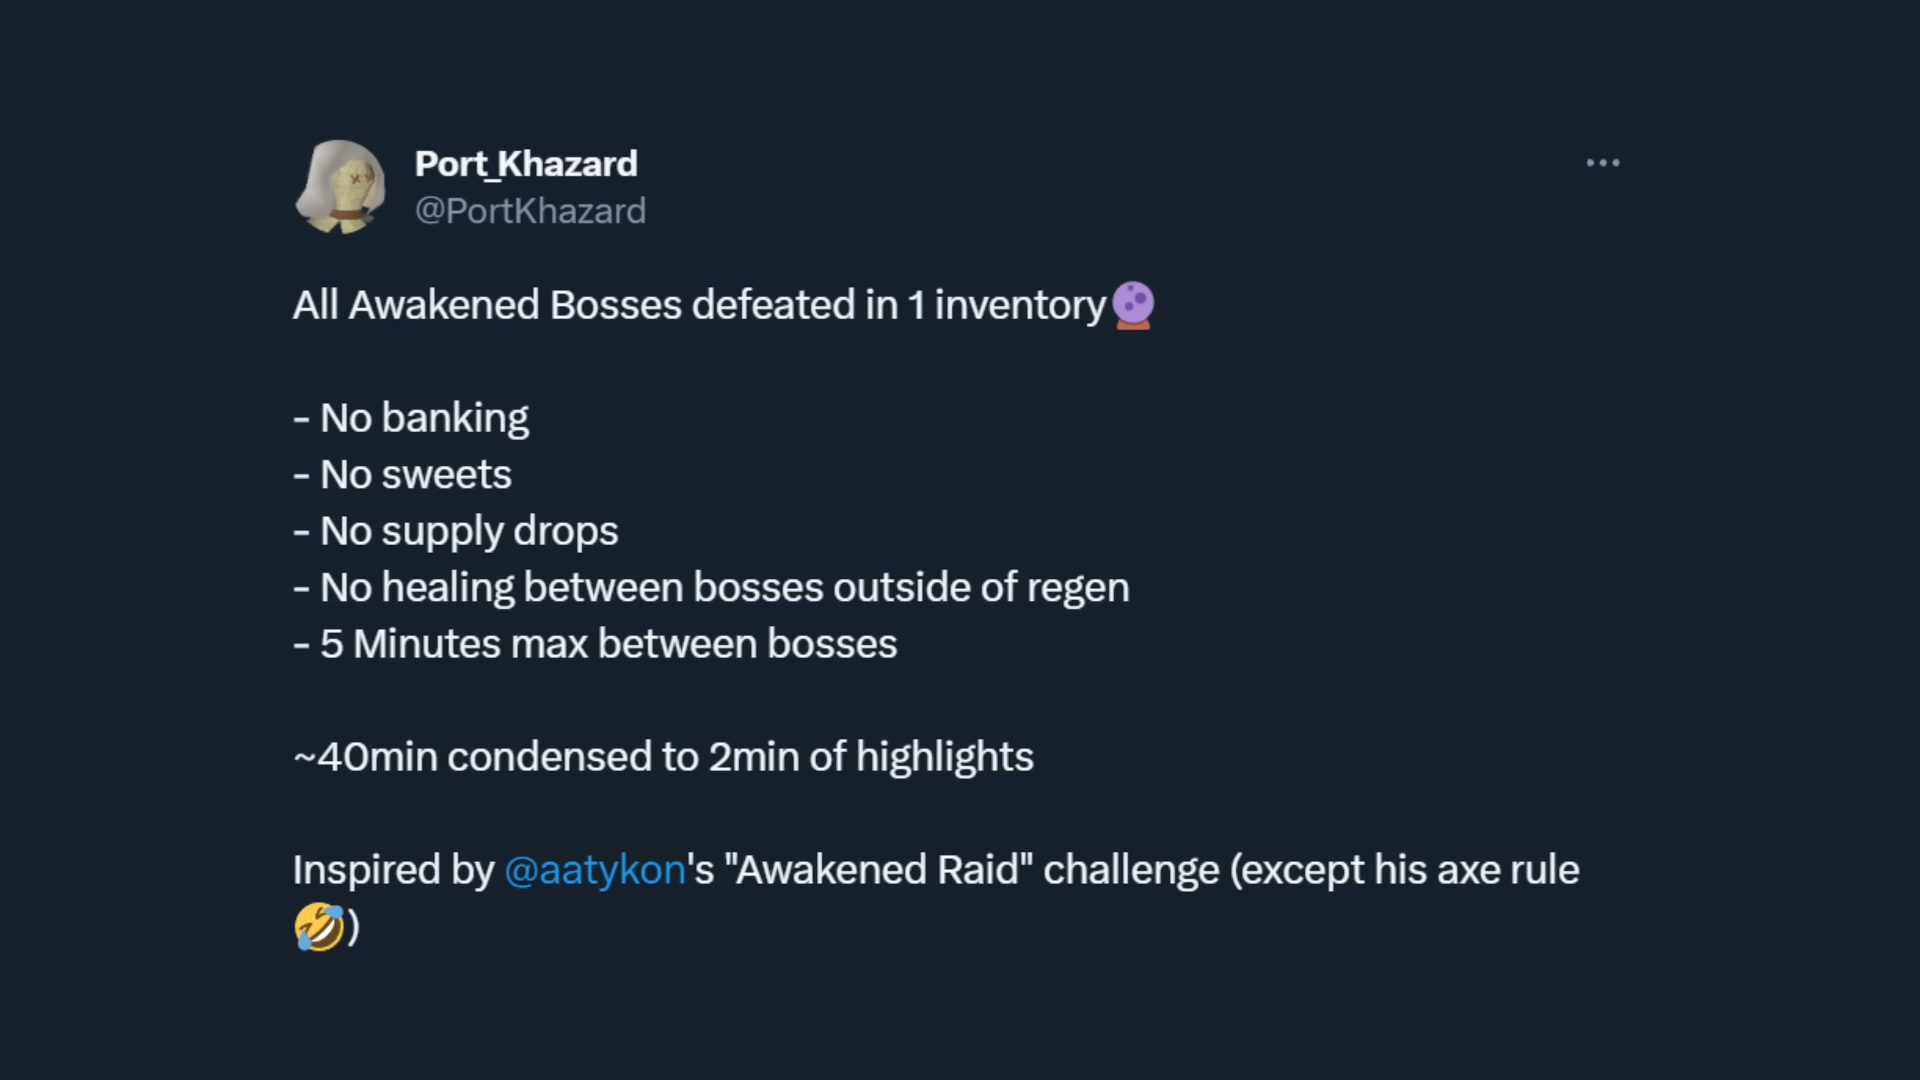 Port_Khazard
@PortKhazard
All Awakened Bosses defeated in 1 inventory🔮
- No banking
- No sweets
- No supply drops
- No healing between bosses outside of regen
- 5 Minutes max between bosses
~40min condensed to 2min of highlights
Inspired by @aatykon's "Awakened Raid" challenge (except his axe rule
🤣)